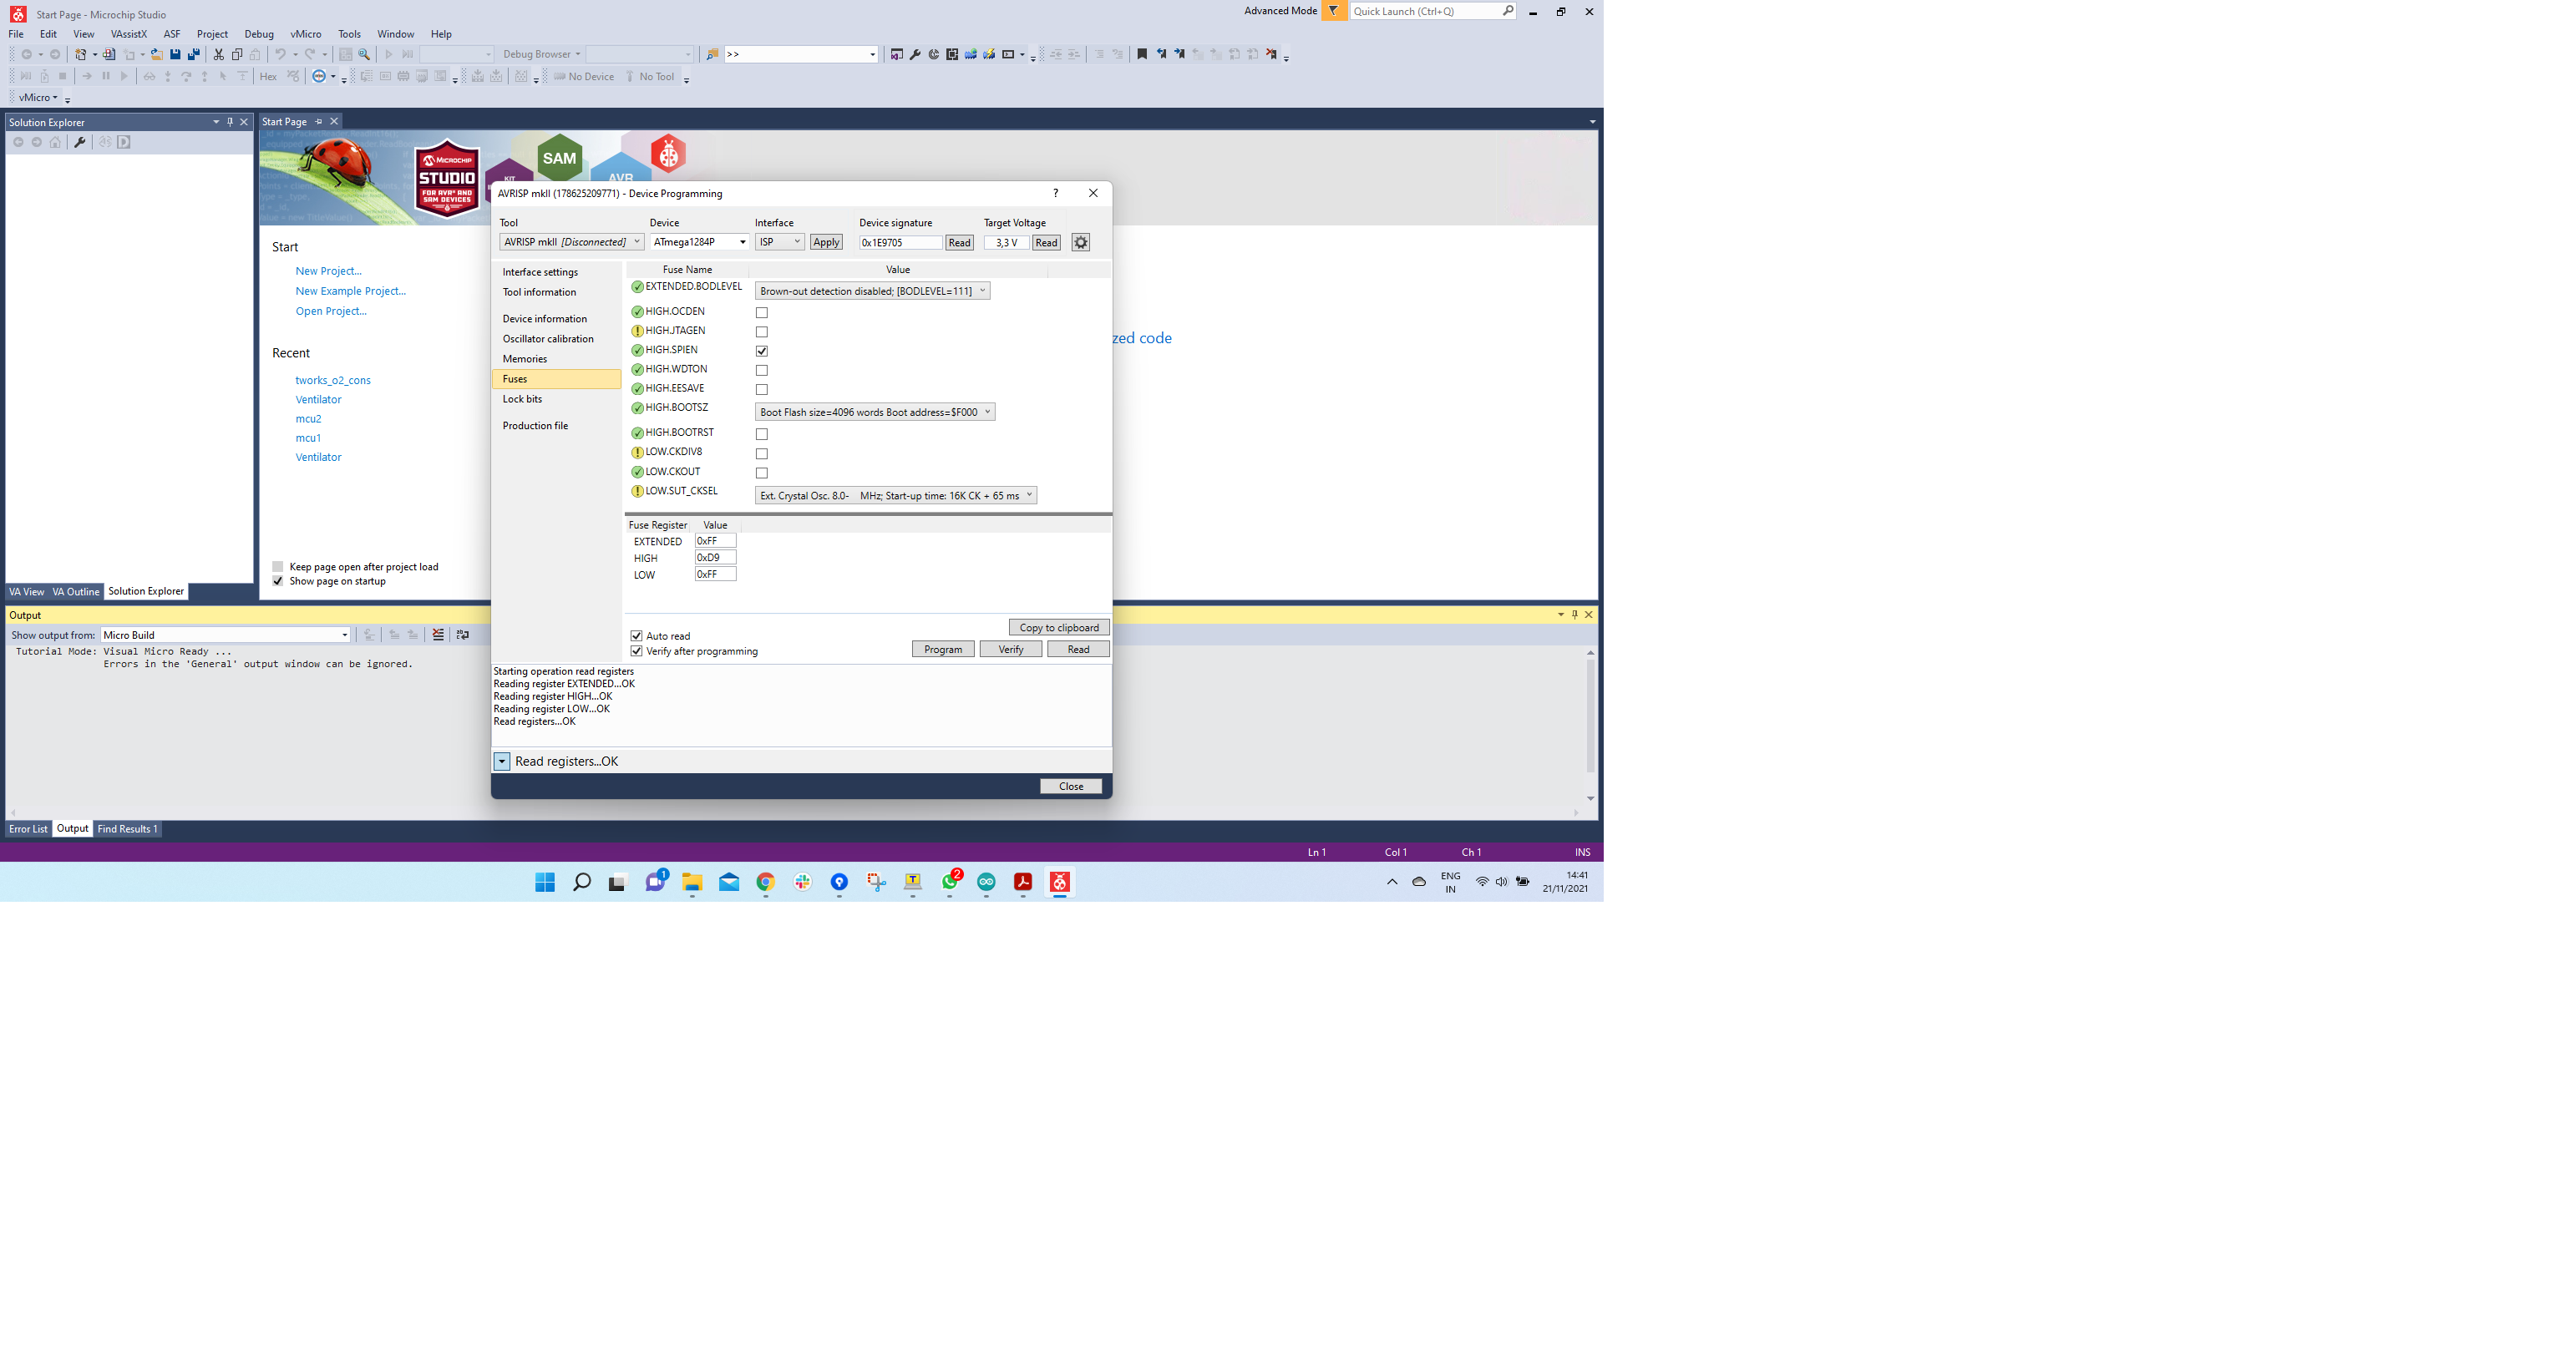 Start Page - Microchip Studio
Advanced Mode
Quick Launch (Ctrl+Q)
File Edit View VAssistX ASF Project Debug vMicro Tools Window Help
Debug Browser
>>
Hex
No Device
No Tool
vMicro
Solution Explorer
Start Page
MICROCHIP
STUDIO
FOR AVR® AND
SAM DEVICES
KIT
SAM
AVR
Start
New Project...
New Example Project...
Open Project...
Recent
tworks_o2_cons
Ventilator
mcu2
mcu1
Ventilator
Keep page open after project load
Show page on startup
zed code
VA View VA Outline Solution Explorer
AVRISP mkII (178625209771) - Device Programming
?
Tool Device Interface Device signature Target Voltage
AVRISP mkII [Disconnected] ATmega1284P ISP Apply 0x1E9705 Read 3,3 V Read
Interface settings
Tool information
Device information
Oscillator calibration
Memories
Fuses
Lock bits
Production file
Fuse Name Value
EXTENDED.BODLEVEL Brown-out detection disabled; [BODLEVEL=111]
HIGH.OCDEN
HIGH.JTAGEN
HIGH.SPIEN
HIGH.WDTON
HIGH.EESAVE
HIGH.BOOTSZ Boot Flash size=4096 words Boot address=$F000
HIGH.BOOTRST
LOW.CKDIV8
LOW.CKOUT
LOW.SUT_CKSEL Ext. Crystal Osc. 8.0- MHz; Start-up time: 16K CK + 65 ms
Fuse Register Value
EXTENDED 0xFF
HIGH 0xD9
LOW 0xFF
Copy to clipboard
Auto read
Verify after programming
Program Verify Read
Starting operation read registers
Reading register EXTENDED...OK
Reading register HIGH...OK
Reading register LOW...OK
Read registers...OK
Read registers...OK
Close
Output
Show output from: Micro Build
Tutorial Mode: Visual Micro Ready ...
Errors in the 'General' output window can be ignored.
Error List Output Find Results 1
Ln 1 Col 1 Ch 1 INS
1
2
ENG
IN
14:41
21/11/2021